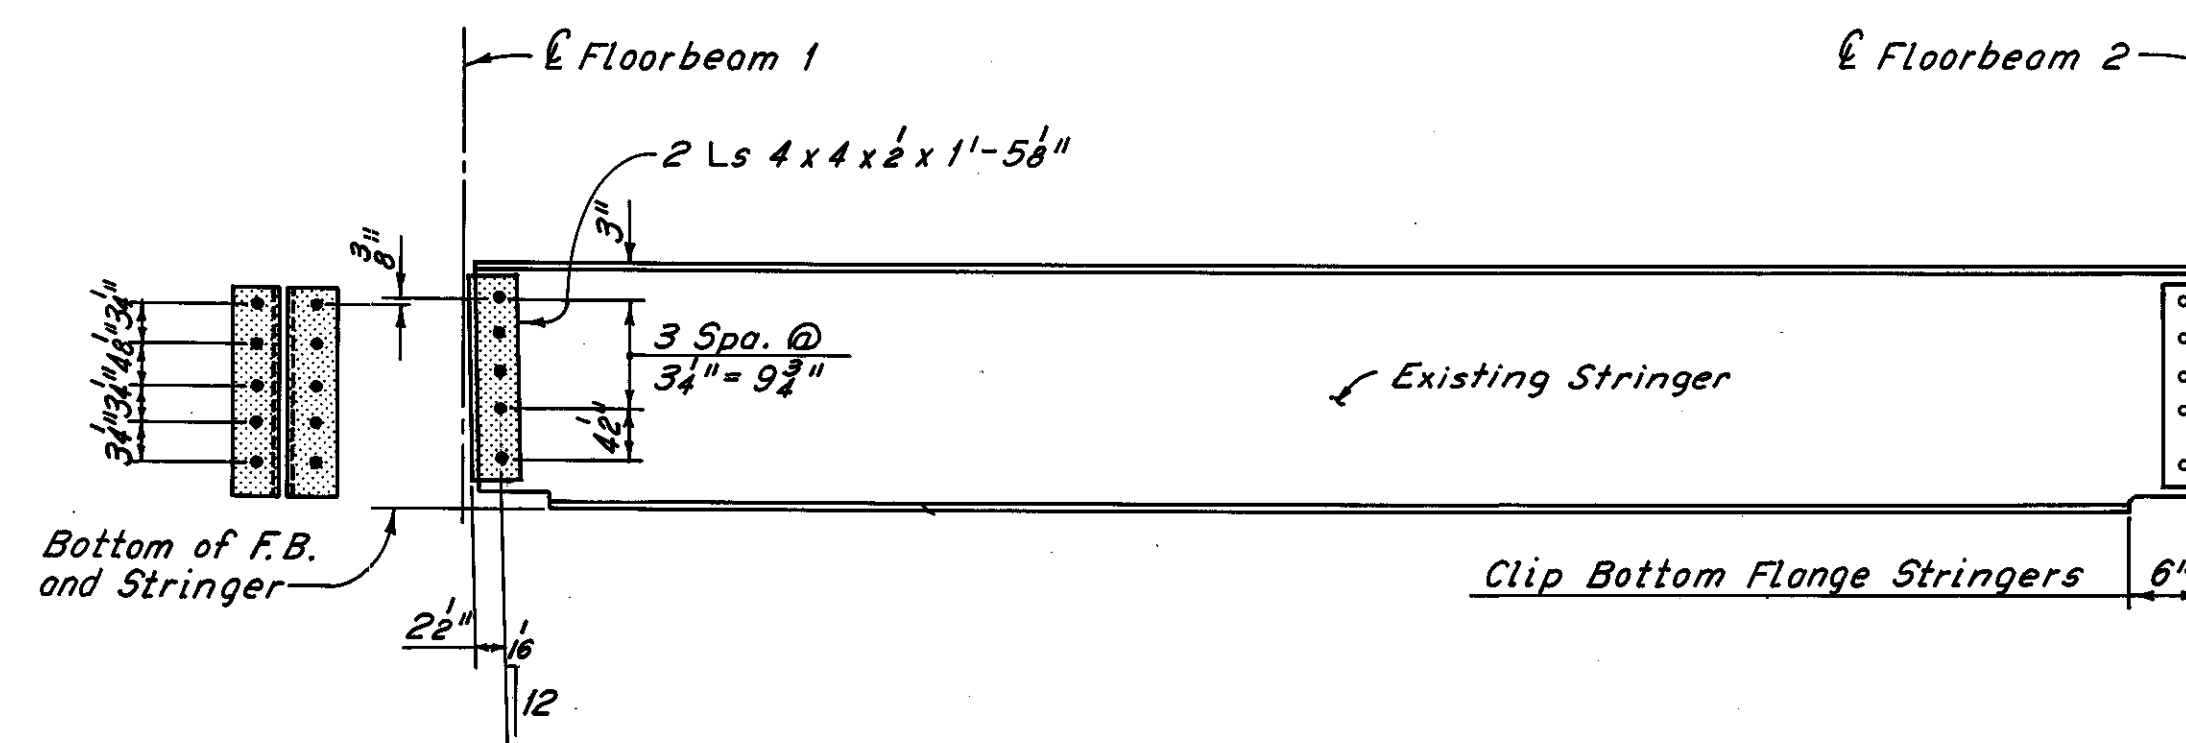 ℄ Floorbeam 1
℄ Floorbeam 2
2 Ls 4 x 4 x 1/2 x 1'-5 1/8"
3"
3/8"
3 1/4"
4 1/8"
3 1/4"
3 1/4"
3 Spa. @
3 1/4" = 9 3/4"
4 1/2"
Existing Stringer
Bottom of F.B.
and Stringer
Clip Bottom Flange Stringers
6"
2 1/2"
1/16
12